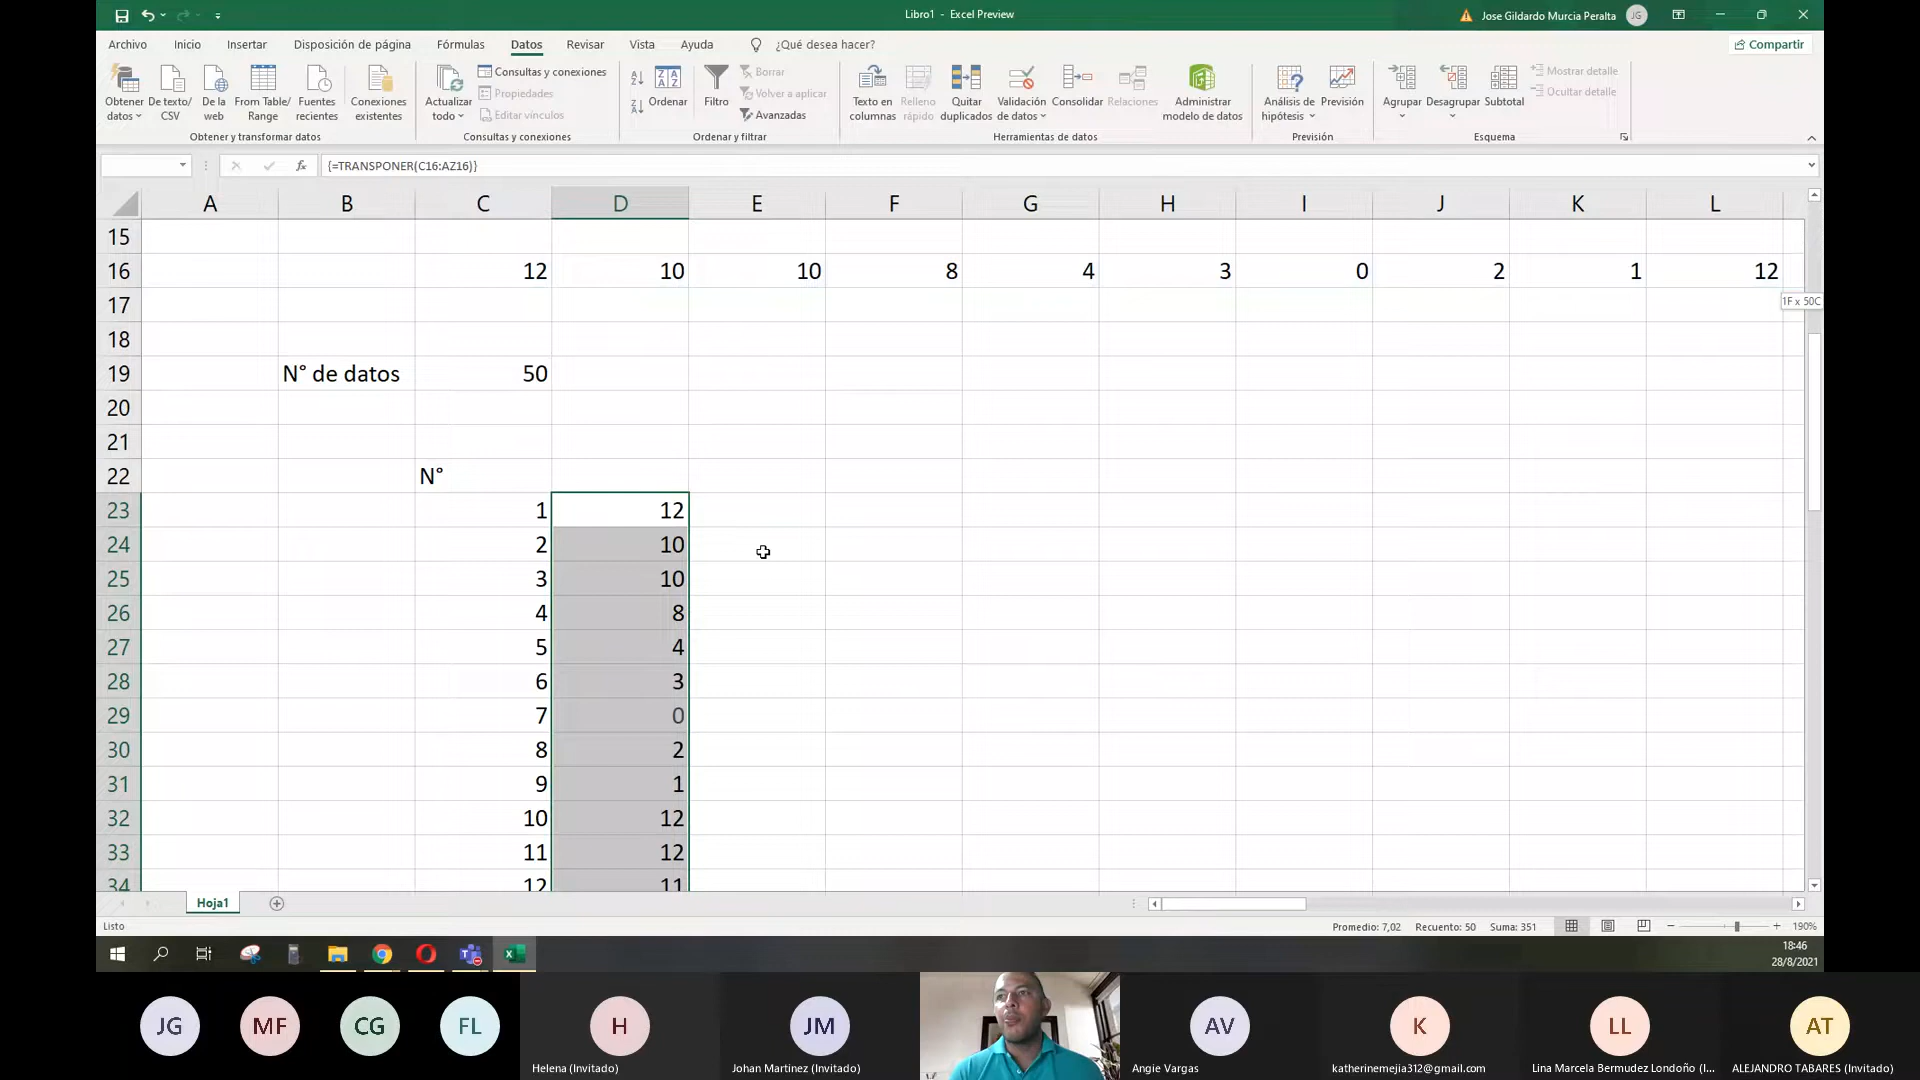 Libro1 - Excel Preview
Jose Gildardo Murcia Peralta
JG
Archivo Inicio Insertar Disposición de página Fórmulas Datos Revisar Vista Ayuda ¿Qué desea hacer?
Compartir
Obtener datos
De texto/ CSV
De la web
From Table/ Range
Fuentes recientes
Conexiones existentes
Obtener y transformar datos
Actualizar todo
Consultas y conexiones
Propiedades
Editar vínculos
Consultas y conexiones
Ordenar
Filtro
Borrar
Volver a aplicar
Avanzadas
Ordenar y filtrar
Texto en columnas
Relleno rápido
Quitar duplicados
Validación de datos
Consolidar
Relaciones
Administrar modelo de datos
Herramientas de datos
Análisis de hipótesis
Previsión
Previsión
Agrupar
Desagrupar
Subtotal
Mostrar detalle
Ocultar detalle
Esquema
fx {=TRANSPONER(C16:AZ16)}
A B C D E F G H I J K L
15
16 12 10 10 8 4 3 0 2 1 12
17
1F x 50C
18
19 N° de datos 50
20
21
22 N°
23 1 12
24 2 10
25 3 10
26 4 8
27 5 4
28 6 3
29 7 0
30 8 2
31 9 1
32 10 12
33 11 12
34 12 11
Hoja1
Listo
Promedio: 7,02 Recuento: 50 Suma: 351
190%
18:46
28/8/2021
JG MF CG FL H JM AV K LL AT
Helena (Invitado)
Johan Martinez (Invitado)
Angie Vargas
katherinemejia312@gmail.com
Lina Marcela Bermudez Londoño (I...
ALEJANDRO TABARES (Invitado)